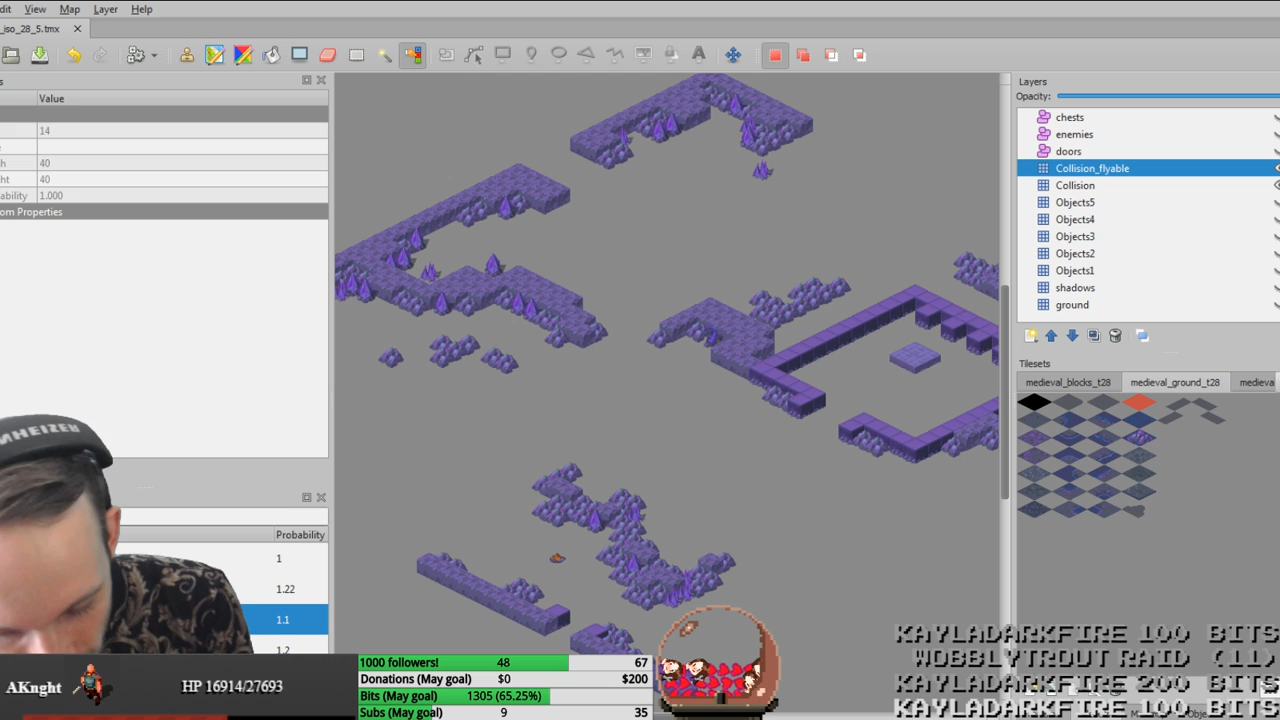 dit View Map Layer Help
_iso_28_5.tmx
s
Value
14
h 40
ht 40
ability 1.000
om Properties
Probability
1
1.22
1.1
1.2
Layers
Opacity:
chests
enemies
doors
Collision_flyable
Collision
Objects5
Objects4
Objects3
Objects2
Objects1
shadows
ground
Tilesets
medieval_blocks_t28 medieval_ground_t28 medieva
NHEIZER
AKnght HP 16914/27693
1000 followers! 48 67
Donations (May goal) $0 $200
Bits (May goal) 1305 (65.25%)
Subs (May goal) 9 35
KAYLADARKFIRE 100 BITS
WOBBLYTROUT RAID (11)
KAYLADARKFIRE 200 BITS
KAYLADARKFIRE 100 BITS